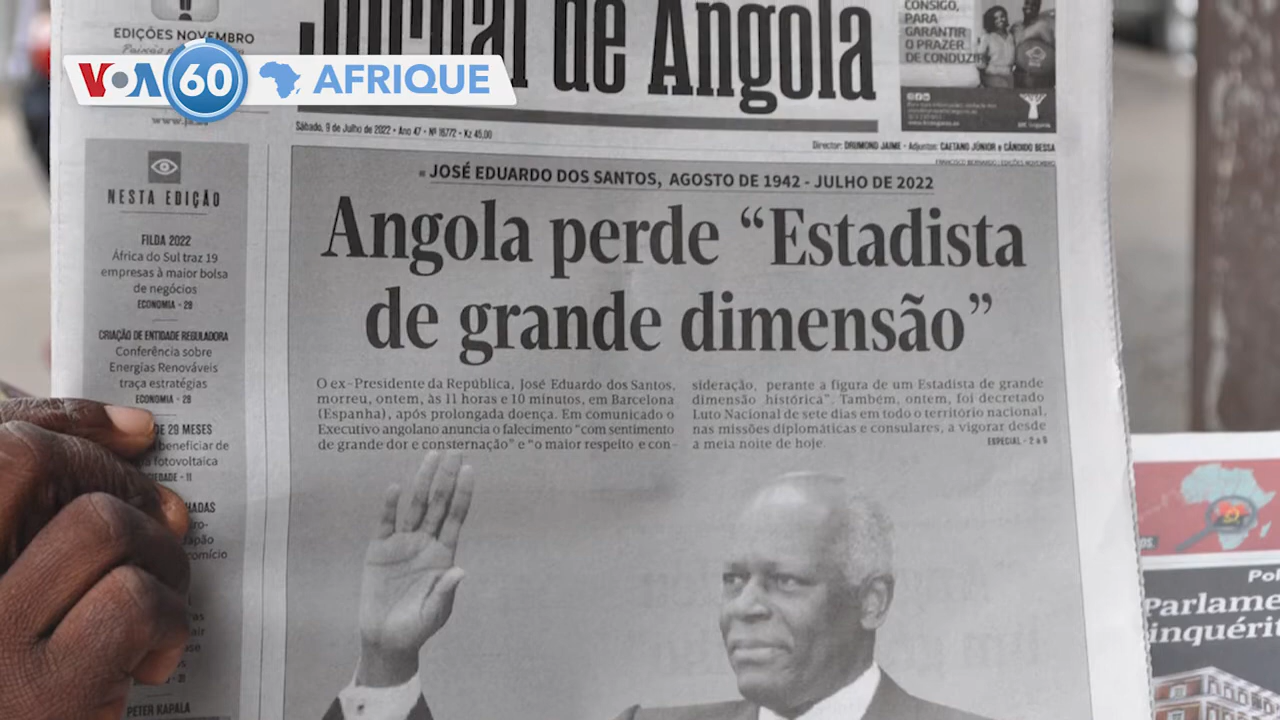 EDIÇÕES NOVEMBRO
VOA 60 AFRIQUE
Jornal de Angola
CONSIGO,
PARA
GARANTIR
O PRAZER
DE CONDUZIR
Sábado, 9 de Julho de 2022 • Ano 47 • Nº 16772 • Kz 45,00
Director: DRUMOND JAIME • Adjuntos: CAETANO JÚNIOR e CÂNDIDO BESSA
NESTA EDIÇÃO
FILDA 2022
África do Sul traz 19
empresas à maior bolsa
de negócios
ECONOMIA • 29
CRIAÇÃO DE ENTIDADE REGULADORA
Conferência sobre
Energias Renováveis
traça estratégias
ECONOMIA • 28
DE 29 MESES
beneficiar de
fotovoltaica
comício
PETER KAPALA
JOSÉ EDUARDO DOS SANTOS, AGOSTO DE 1942 - JULHO DE 2022
Angola perde “Estadista
de grande dimensão”
O ex-Presidente da República, José Eduardo dos Santos,
morreu, ontem, às 11 horas e 10 minutos, em Barcelona
(Espanha), após prolongada doença. Em comunicado o
Executivo angolano anuncia o falecimento “com sentimento
de grande dor e consternação” e “o maior respeito e con-
sideração, perante a figura de um Estadista de grande
dimensão histórica”. Também, ontem, foi decretado
Luto Nacional de sete dias em todo o território nacional,
nas missões diplomáticas e consulares, a vigorar desde
a meia noite de hoje.
ESPECIAL • 2 a 9
Parlame
inquérit